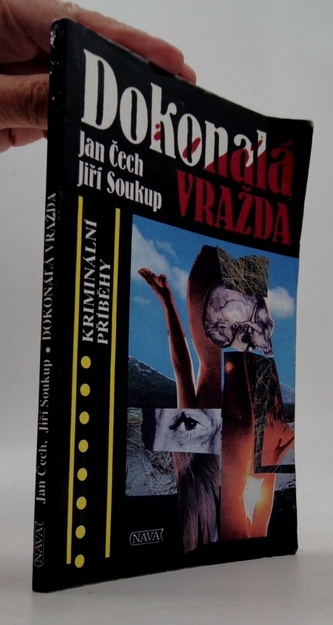 Dokonalá
VRAŽDA
Jan Čech
Jiří Soukup
KRIMINÁLNÍ
PŘÍBĚHY
NAVA
Jan Čech, Jiří Soukup • DOKONALÁ VRAŽDA
NAVA